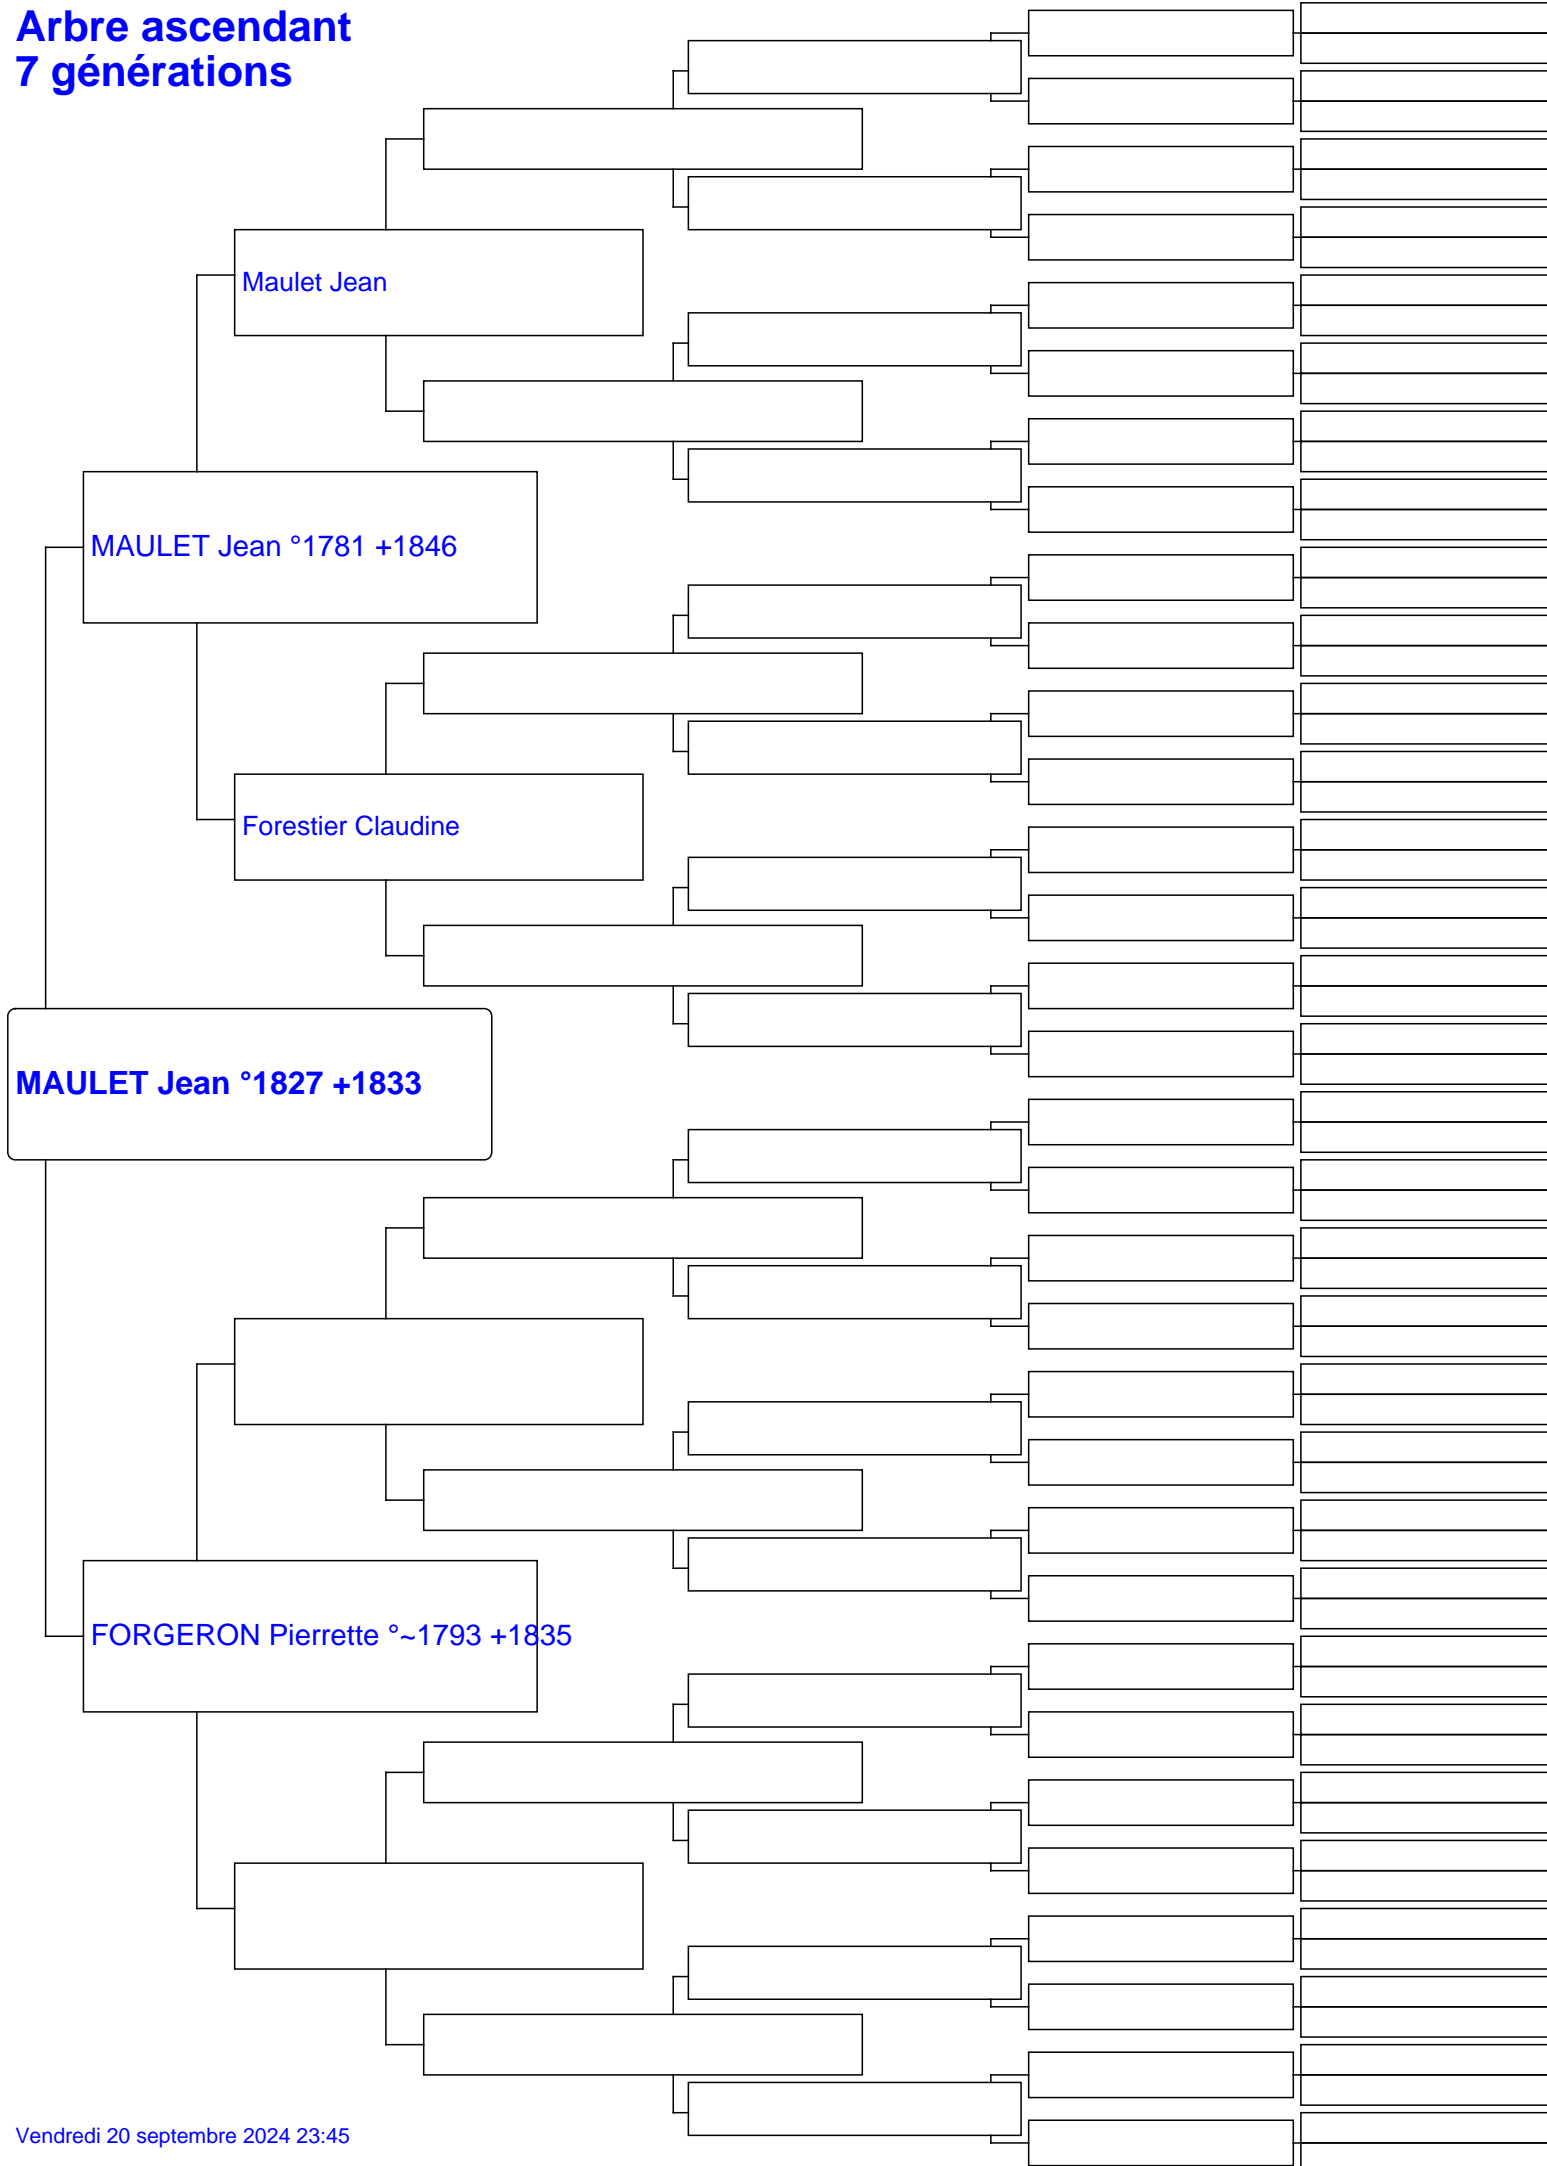 Arbre ascendant
7 générations
Maulet Jean
MAULET Jean °1781 +1846
Forestier Claudine
MAULET Jean °1827 +1833
FORGERON Pierrette °~1793 +1835
Vendredi 20 septembre 2024 23:45